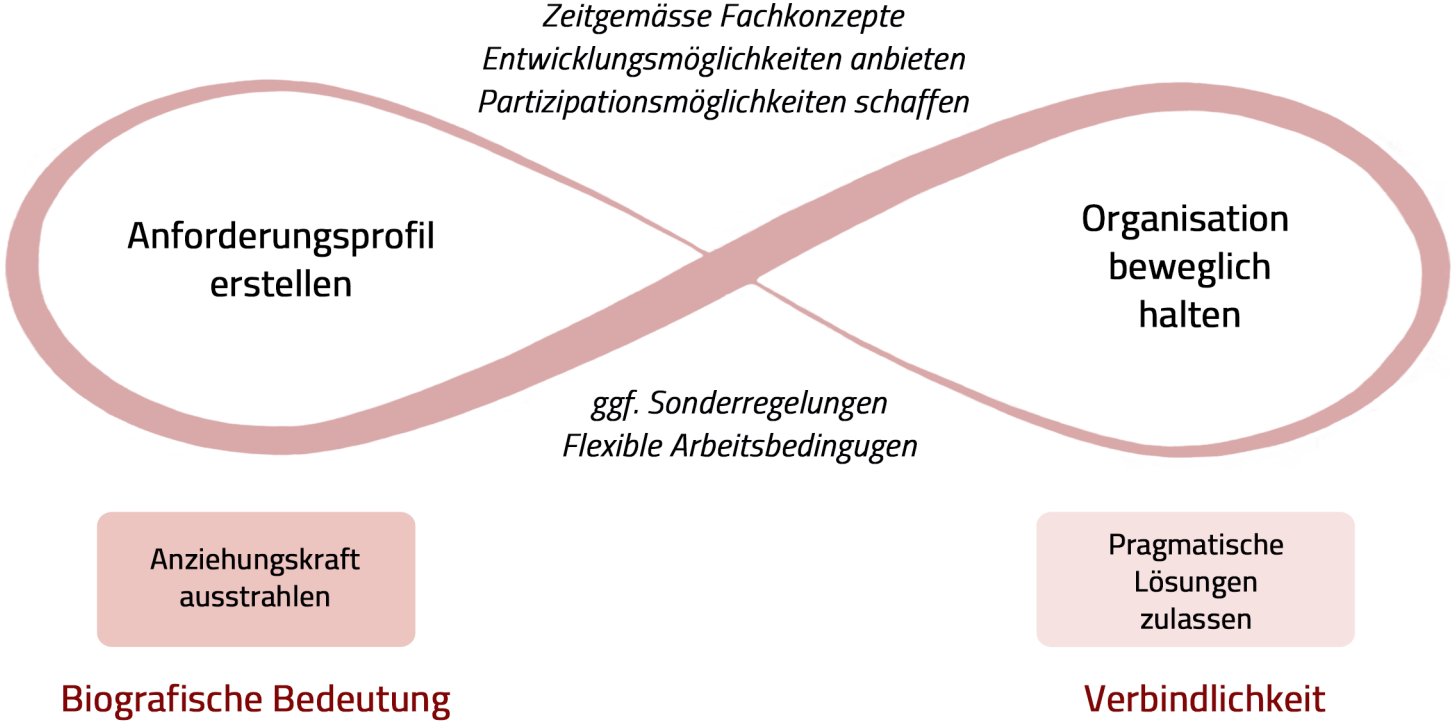 Zeitgemässe Fachkonzepte
Entwicklungsmöglichkeiten anbieten
Partizipationsmöglichkeiten schaffen
Anforderungsprofil
erstellen
Organisation
beweglich
halten
ggf. Sonderregelungen
Flexible Arbeitsbedingugen
Anziehungskraft
ausstrahlen
Pragmatische
Lösungen
zulassen
Biografische Bedeutung
Verbindlichkeit